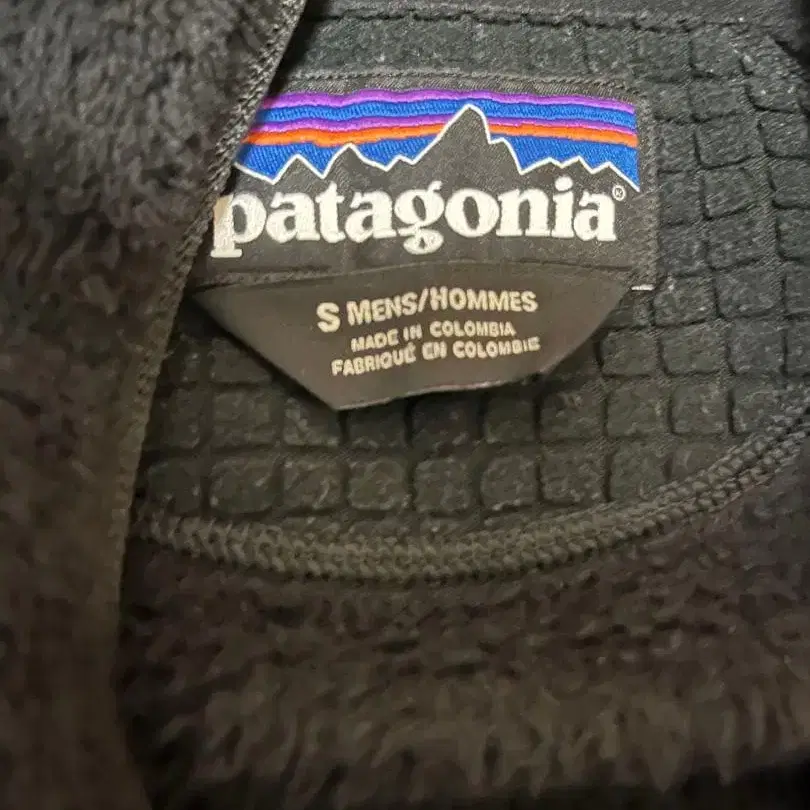 patagonia®
S MENS/HOMMES
MADE IN COLOMBIA
FABRIQUÉ EN COLOMBIE